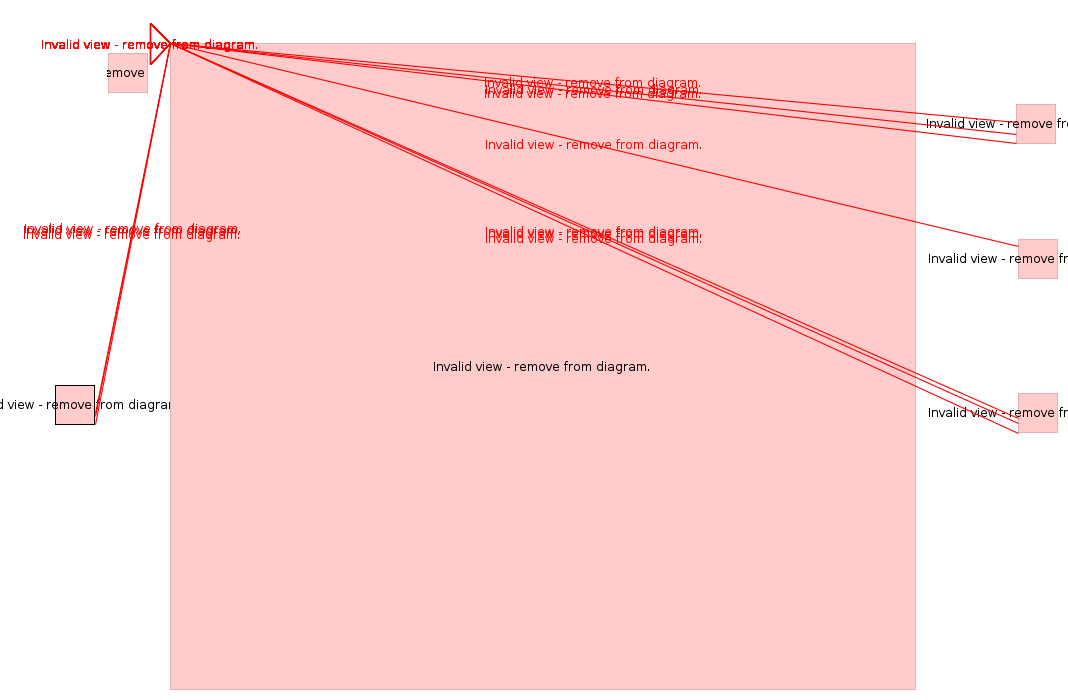 Invalid view - remove from diagram.
emove
Invalid view - remove from diagram.
Invalid view - remove from diagram.
Invalid view - remove from diagram.
Invalid view - remove fr
Invalid view - remove from diagram.
Invalid view - remove from diagram.
Invalid view - remove from diagram.
Invalid view - remove from diagram.
Invalid view - remove from diagram.
Invalid view - remove from diagram.
Invalid view - remove fr
Invalid view - remove from diagram.
d view - remove from diagrar
Invalid view - remove fr